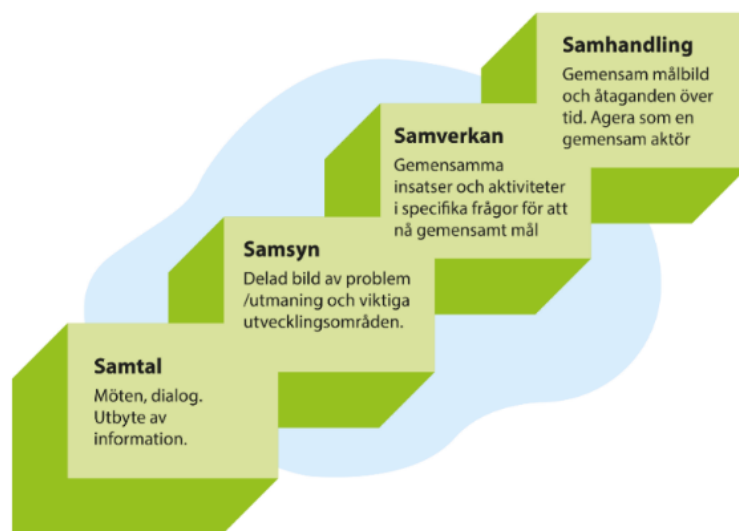 Samhandling
Gemensam målbild
och åtaganden över
tid. Agera som en
gemensam aktör
Samverkan
Gemensamma
insatser och aktiviteter
i specifika frågor för att
nå gemensamt mål
Samsyn
Delad bild av problem
/utmaning och viktiga
utvecklingsområden.
Samtal
Möten, dialog.
Utbyte av
information.